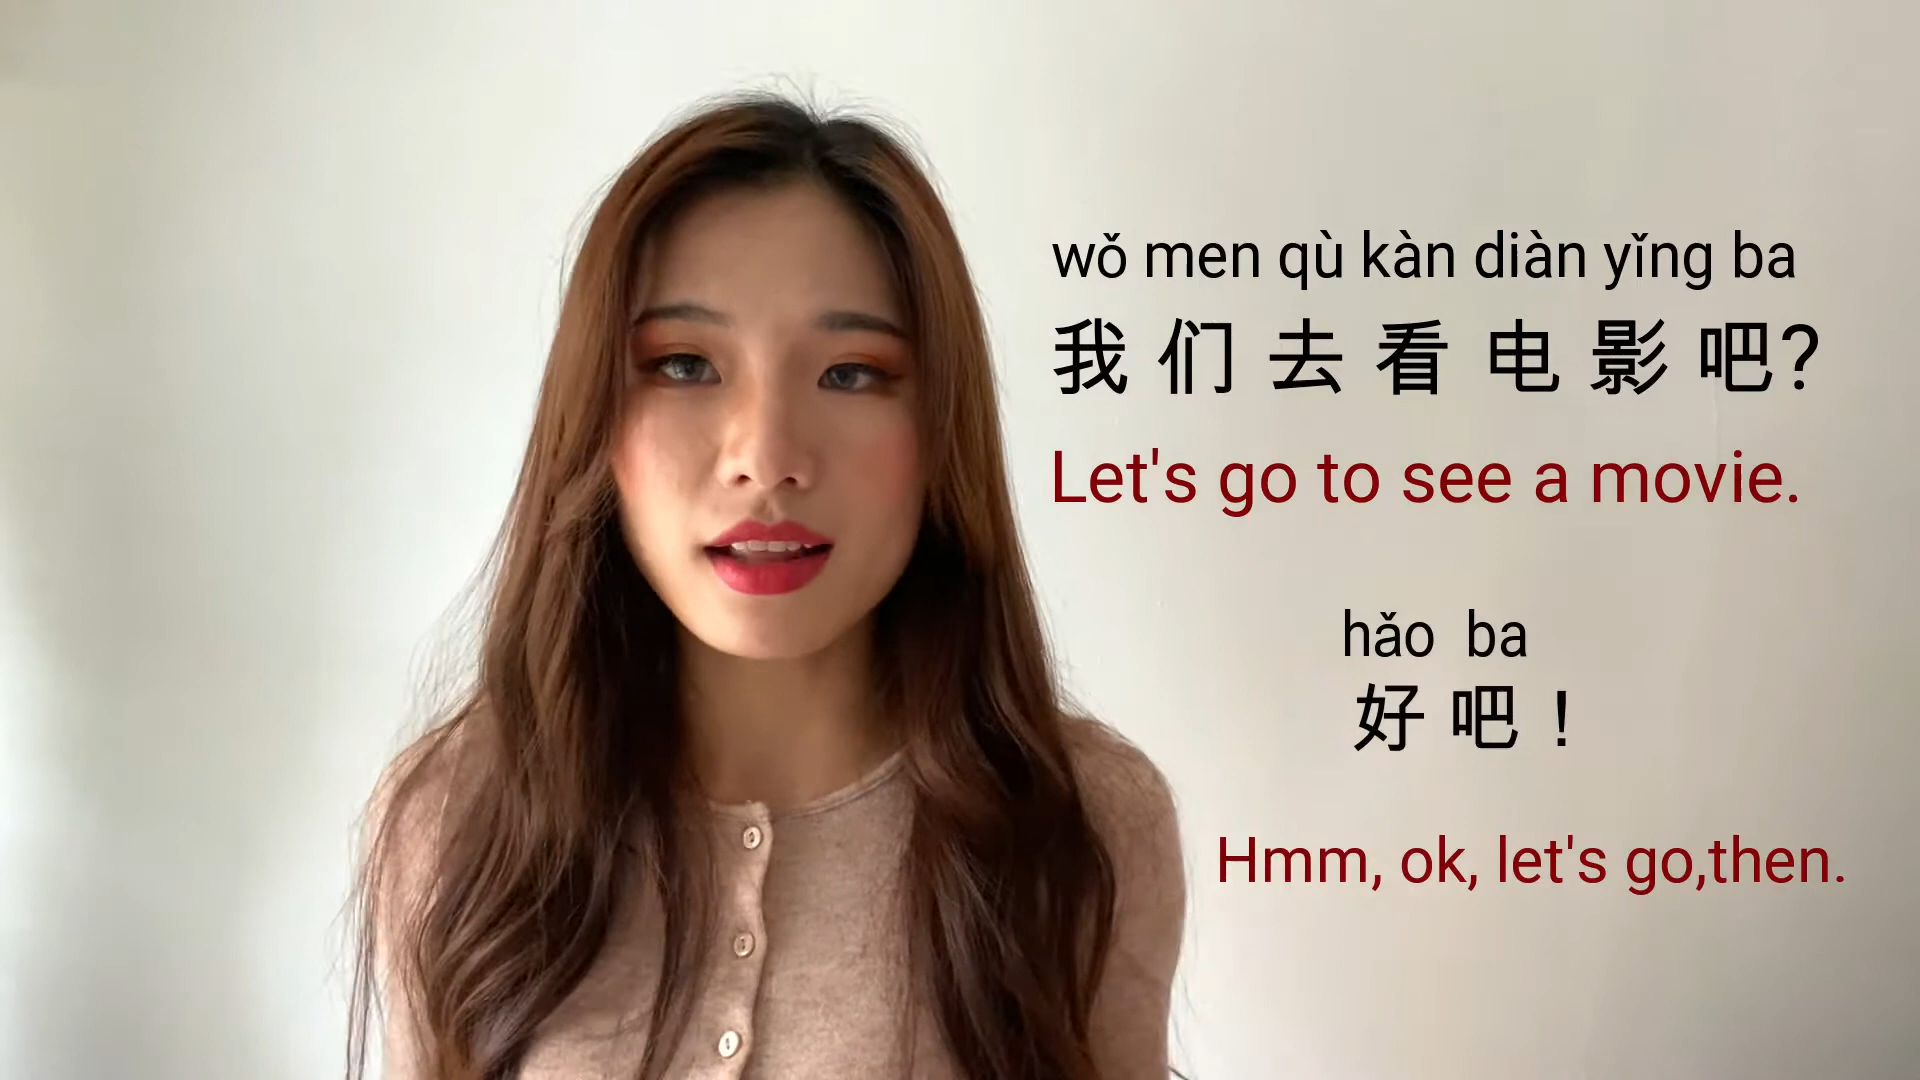 wǒ men qù kàn diàn yǐng ba
我 们 去 看 电 影 吧?
Let's go to see a movie.
hǎo ba
好 吧 !
Hmm, ok, let's go,then.